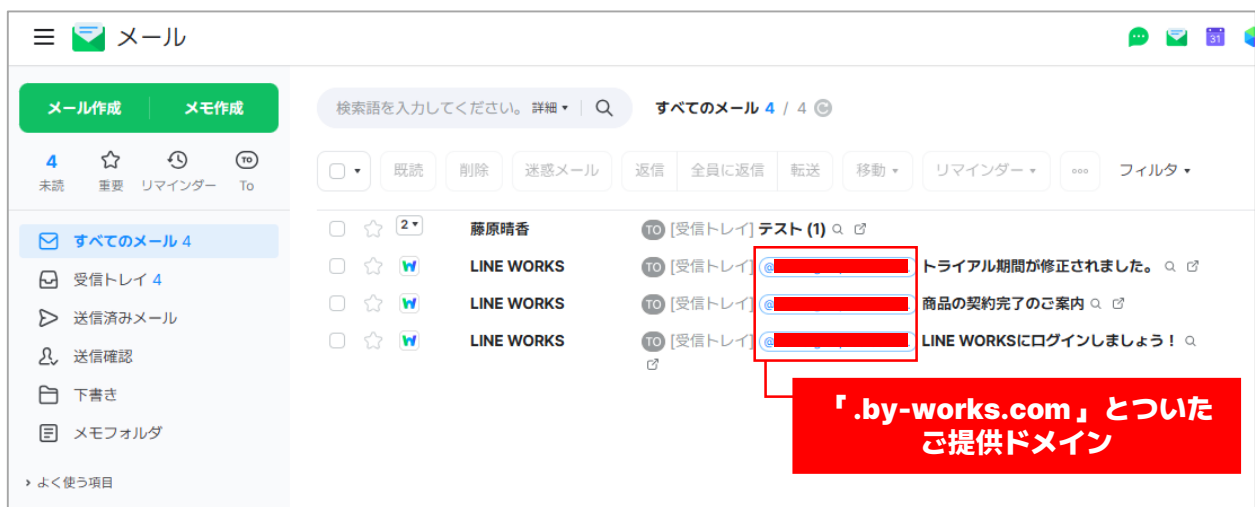 メール
31
メール作成 メモ作成
検索語を入力してください。 詳細
すべてのメール 4 / 4
4
TO
未読 重要 リマインダー To
既読 削除 迷惑メール 返信 全員に返信 転送 移動 リマインダー フィルタ
すべてのメール 4
受信トレイ 4
送信済みメール
送信確認
下書き
メモフォルダ
よく使う項目
2 藤原晴香 TO [受信トレイ] テスト (1)
LINE WORKS TO [受信トレイ] @ トライアル期間が修正されました。
LINE WORKS TO [受信トレイ] @ 商品の契約完了のご案内
LINE WORKS TO [受信トレイ] @ LINE WORKSにログインしましょう！
「.by-works.com」とついた
ご提供ドメイン